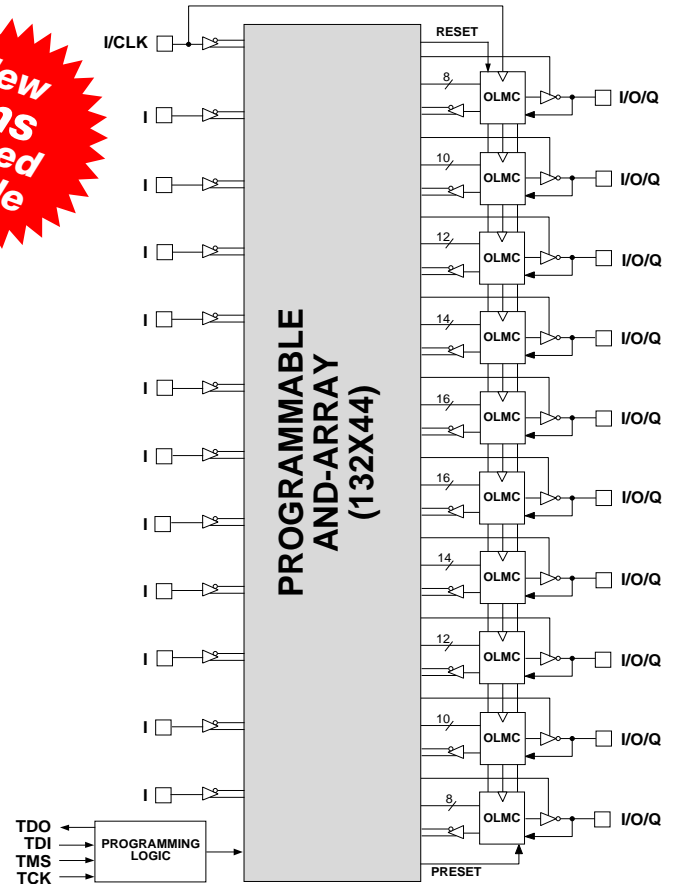 New
I/CLK
I
I
I
I
I
I
I
I
I
I
I
TDO
TDI
TMS
TCK
PROGRAMMING
LOGIC
PROGRAMMABLE
AND-ARRAY
(132X44)
RESET
8
OLMC
I/O/Q
10
OLMC
I/O/Q
12
OLMC
I/O/Q
14
OLMC
I/O/Q
16
OLMC
I/O/Q
16
OLMC
I/O/Q
14
OLMC
I/O/Q
12
OLMC
I/O/Q
10
OLMC
I/O/Q
8
OLMC
I/O/Q
PRESET